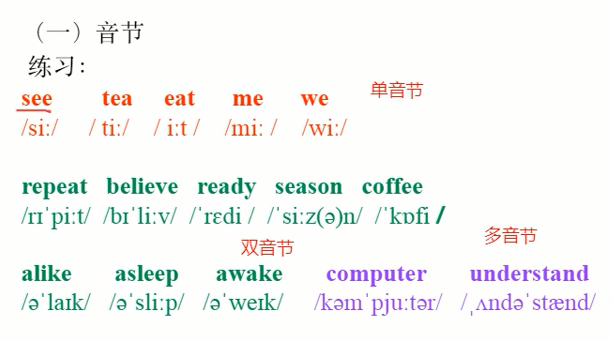 （一）音节
练习：
see tea eat me we 单音节
/siː/ / tiː/ / iːt / /miː / /wiː/
repeat believe ready season coffee
/rɪˈpiːt/ /bɪˈliːv/ /ˈrɛdi / /ˈsiːz(ə)n/ /ˈkɒfi /
双音节 多音节
alike asleep awake computer understand
/əˈlaɪk/ /əˈsliːp/ /əˈweɪk/ /kəmˈpjuːtər/ /ˌʌndəˈstænd/